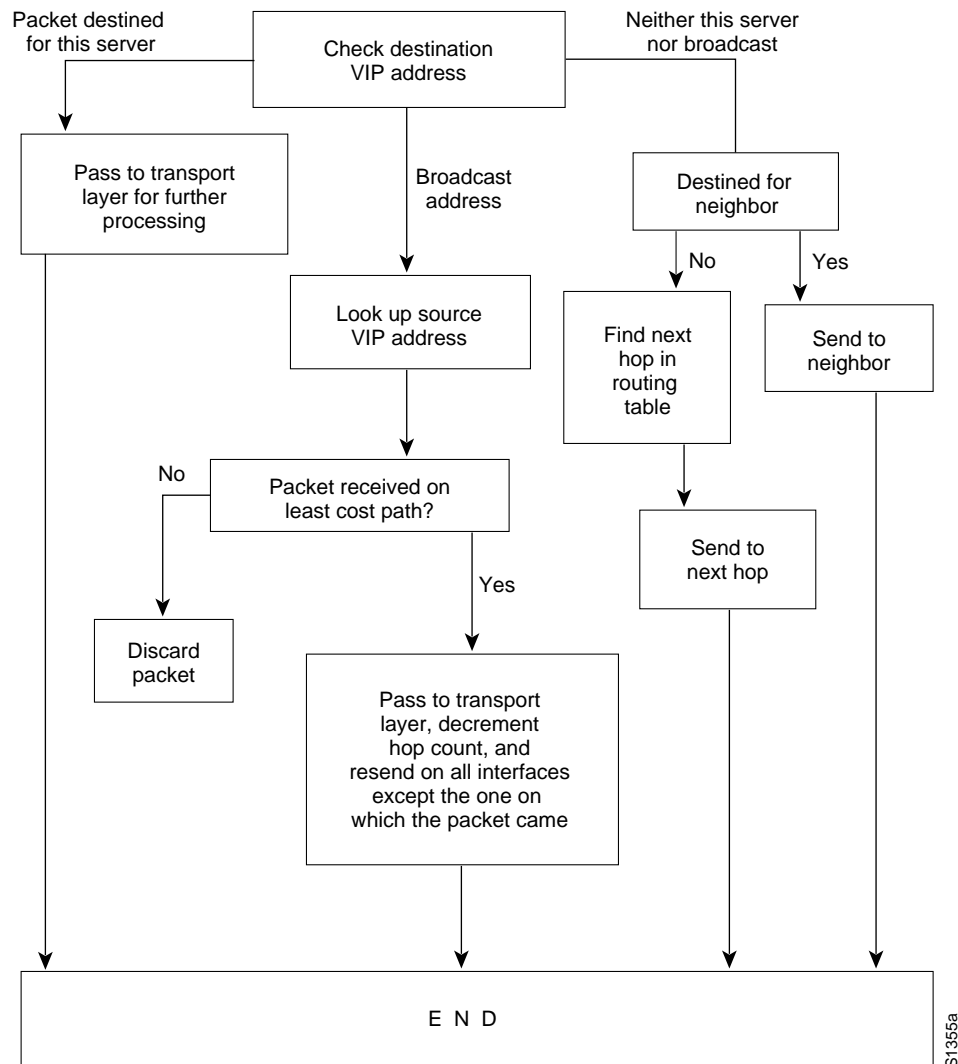 Packet destined
for this server
Check destination
VIP address
Neither this server
nor broadcast
Pass to transport
layer for further
processing
Broadcast
address
Destined for
neighbor
No
Yes
Look up source
VIP address
Find next
hop in
routing
table
Send to
neighbor
No
Packet received on
least cost path?
Send to
next hop
Yes
Discard
packet
Pass to transport
layer, decrement
hop count, and
resend on all interfaces
except the one on
which the packet came
E N D
S1355a